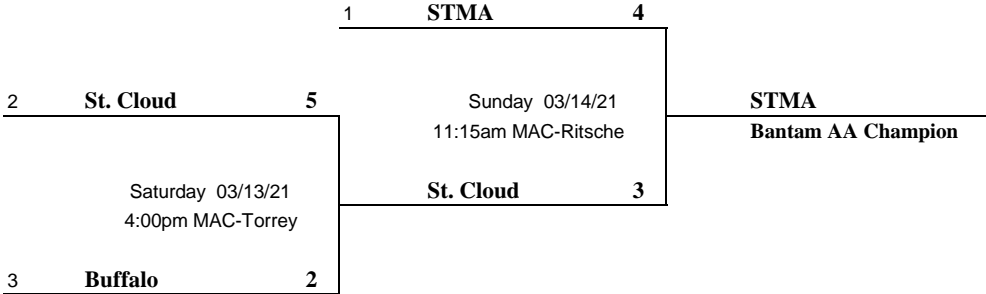 1 STMA 4
2 St. Cloud 5
Sunday 03/14/21
STMA
11:15am MAC-Ritsche
Bantam AA Champion
Saturday 03/13/21
St. Cloud 3
4:00pm MAC-Torrey
3 Buffalo 2